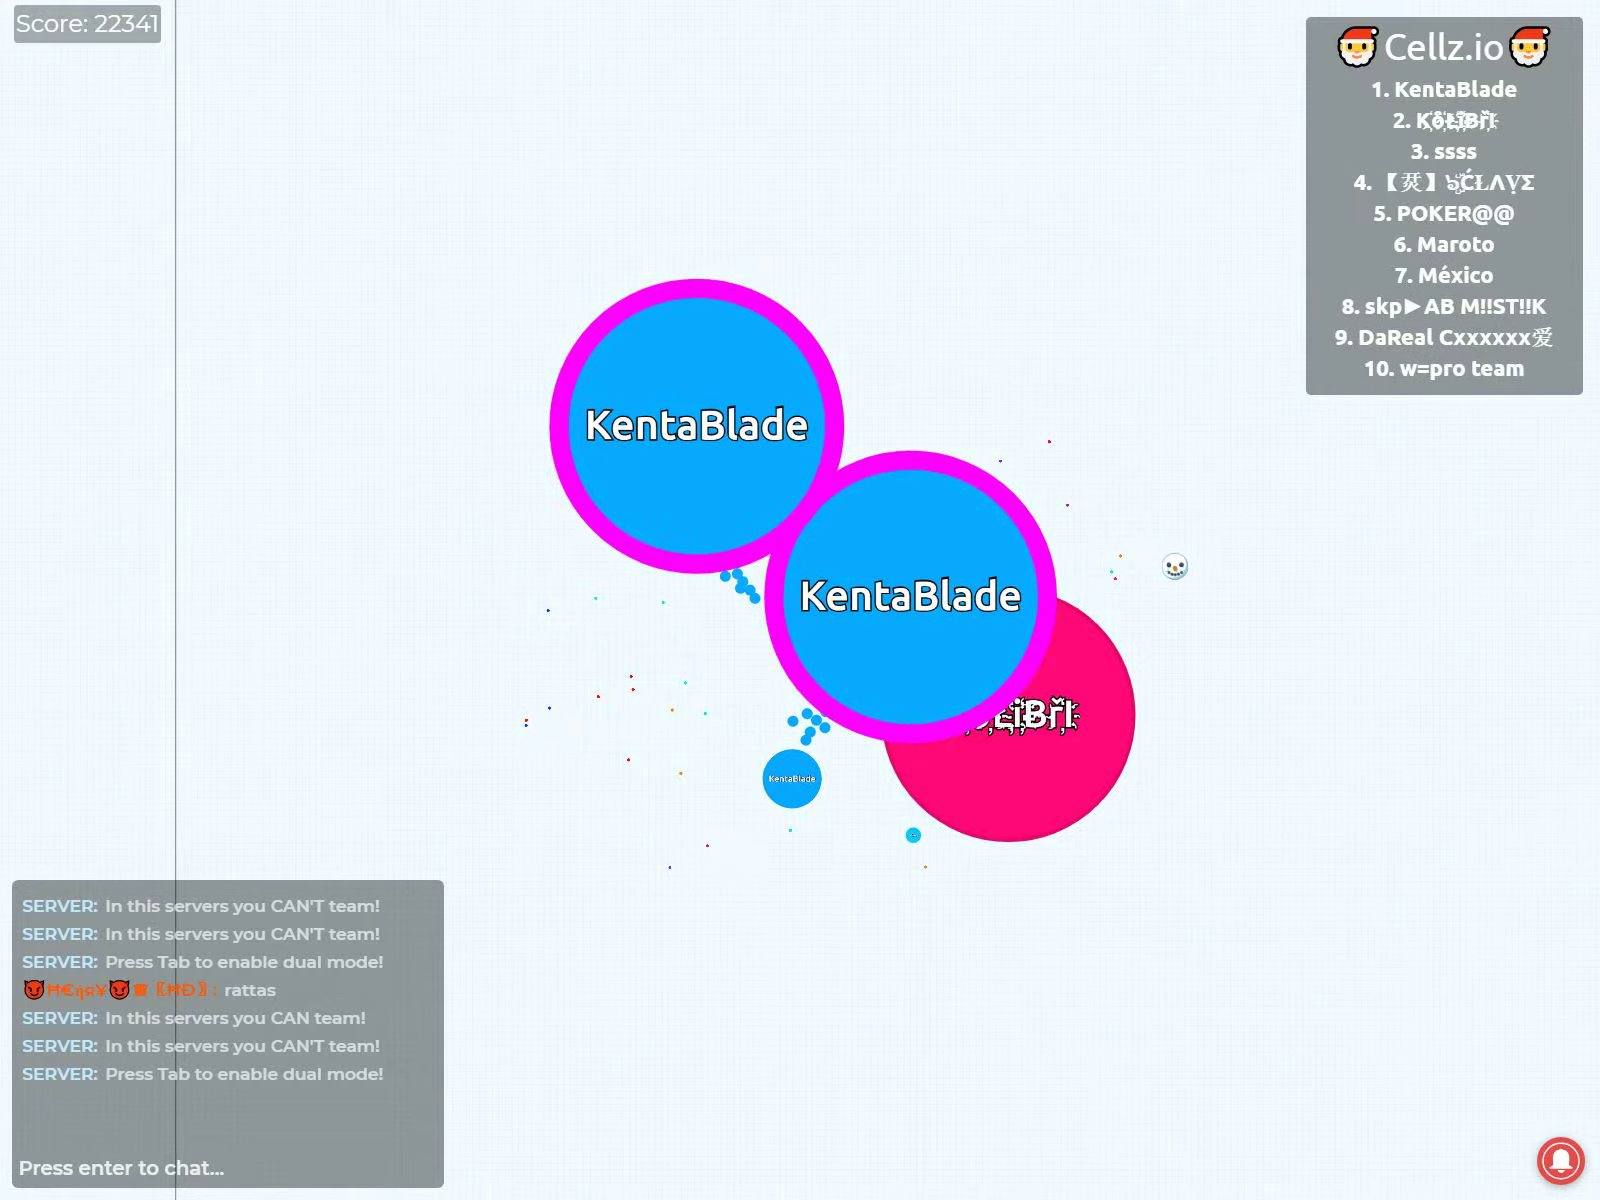 Score: 22341
🎅Cellz.io🎅
1. KentaBlade
2.
3. ssss
4.
5. POKER@@
6. Maroto
7. México
8. skp►AB M!!ST!!K
9. DaReal Cxxxxxx爱
10. w=pro team
KentaBlade
KentaBlade
KentaBlade
SERVER: In this servers you CAN'T team!
SERVER: In this servers you CAN'T team!
SERVER: Press Tab to enable dual mode!
rattas
SERVER: In this servers you CAN team!
SERVER: In this servers you CAN'T team!
SERVER: Press Tab to enable dual mode!
Press enter to chat...